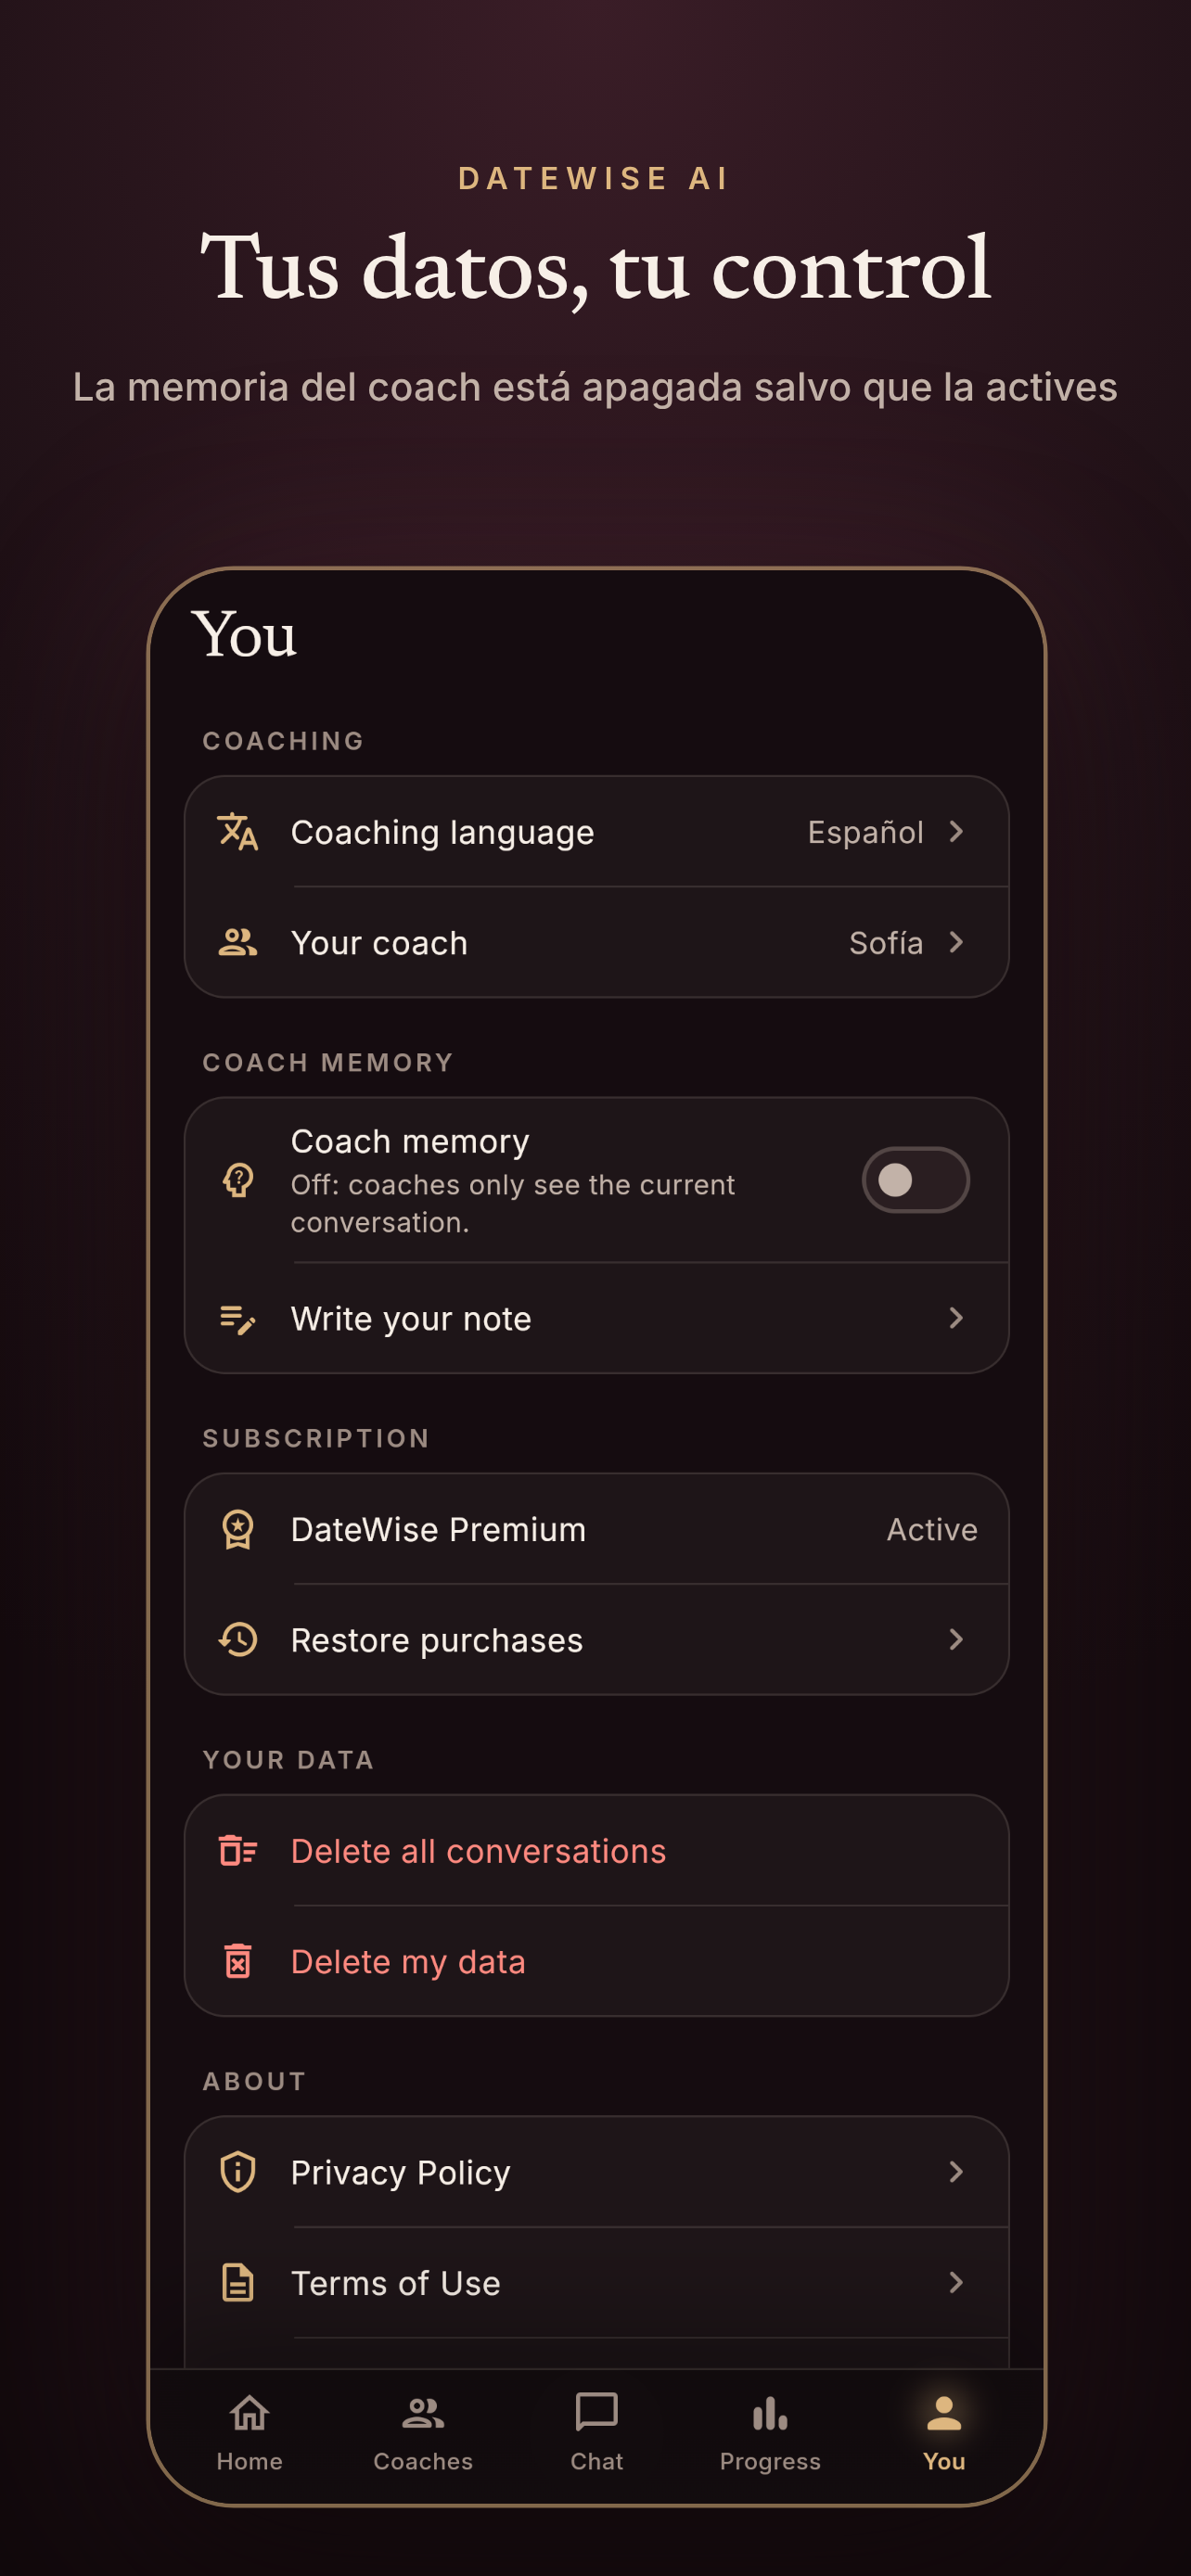 DATEWISE AI
Tus datos, tu control
La memoria del coach está apagada salvo que la actives
You
COACHING
Coaching language Español
Your coach Sofía
COACH MEMORY
Coach memory
Off: coaches only see the current
conversation.
Write your note
SUBSCRIPTION
DateWise Premium Active
Restore purchases
YOUR DATA
Delete all conversations
Delete my data
ABOUT
Privacy Policy
Terms of Use
Home Coaches Chat Progress You